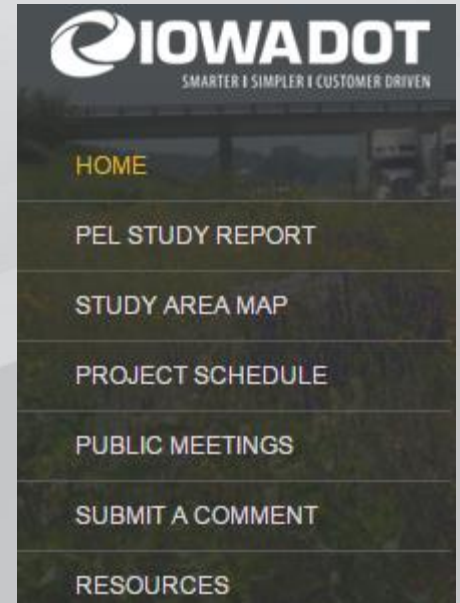 IOWADOT
SMARTER I SIMPLER I CUSTOMER DRIVEN
HOME
PEL STUDY REPORT
STUDY AREA MAP
PROJECT SCHEDULE
PUBLIC MEETINGS
SUBMIT A COMMENT
RESOURCES